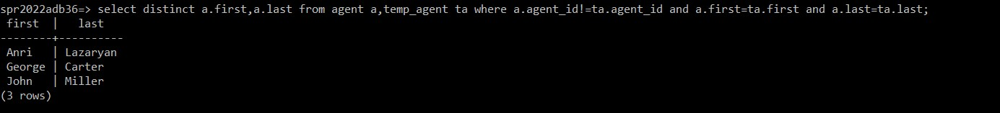 spr2022adb36=> select distinct a.first,a.last from agent a,temp_agent ta where a.agent_id!=ta.agent_id and a.first=ta.first and a.last=ta.last;
 first  |   last
--------+----------
 Anri   | Lazaryan
 George | Carter
 John   | Miller
(3 rows)